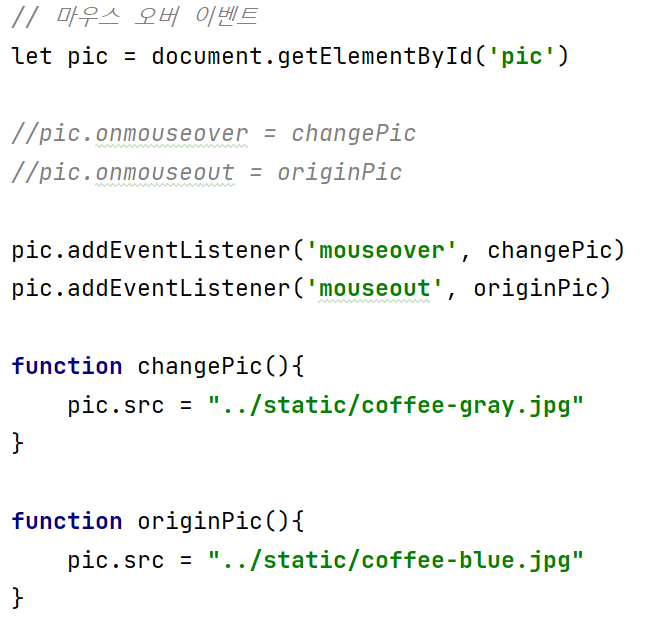 // 마우스 오버 이벤트
let pic = document.getElementById('pic')
//pic.onmouseover = changePic
//pic.onmouseout = originPic
pic.addEventListener('mouseover', changePic)
pic.addEventListener('mouseout', originPic)
function changePic(){
    pic.src = "../static/coffee-gray.jpg"
}
function originPic(){
    pic.src = "../static/coffee-blue.jpg"
}